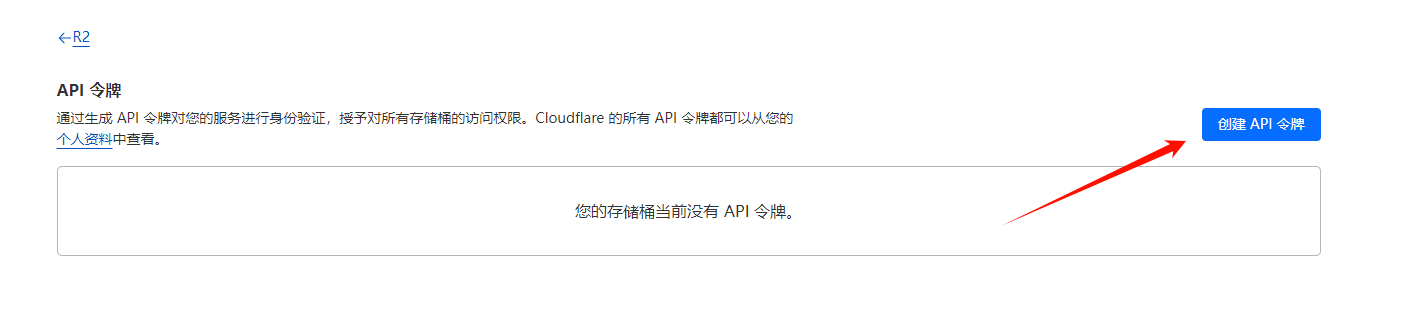 ←R2
API 令牌
通过生成 API 令牌对您的服务进行身份验证，授予对所有存储桶的访问权限。Cloudflare 的所有 API 令牌都可以从您的
个人资料中查看。
创建 API 令牌
您的存储桶当前没有 API 令牌。